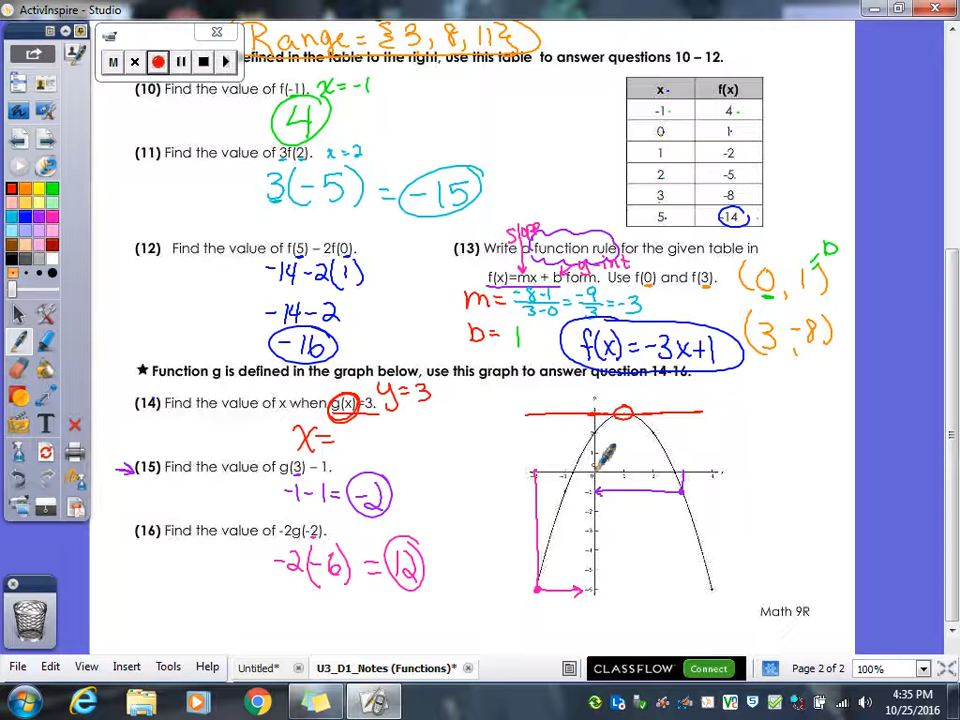 ActivInspire - Studio
Range = {3, 8, 11}
defined in the table to the right, use this table to answer questions 10 – 12.
(10) Find the value of f(-1). x = -1
4
(11) Find the value of 3f(2). x = 2
3(-5) = -15
x f(x)
-1 4
0 1
1 -2
2 -5
3 -8
5 -14
(12) Find the value of f(5) – 2f(0).
-14-2(1)
-14-2
-16
slope
(13) Write a function rule for the given table in
y-int
f(x)=mx + b form. Use f(0) and f(3).
b
(0, 1)
m = -8-1/3-0 = -9/3 = -3
(3, -8)
b = 1
f(x) = -3x+1
★ Function g is defined in the graph below, use this graph to answer question 14-16.
(14) Find the value of x when g(x)=3. y = 3
x =
(15) Find the value of g(3) – 1.
-1-1 = -2
(16) Find the value of -2g(-2).
-2(-6) = 12
Math 9R
File Edit View Insert Tools Help
Untitled*
U3_D1_Notes (Functions)*
CLASSFLOW Connect
Page 2 of 2
100%
4:35 PM
10/25/2016